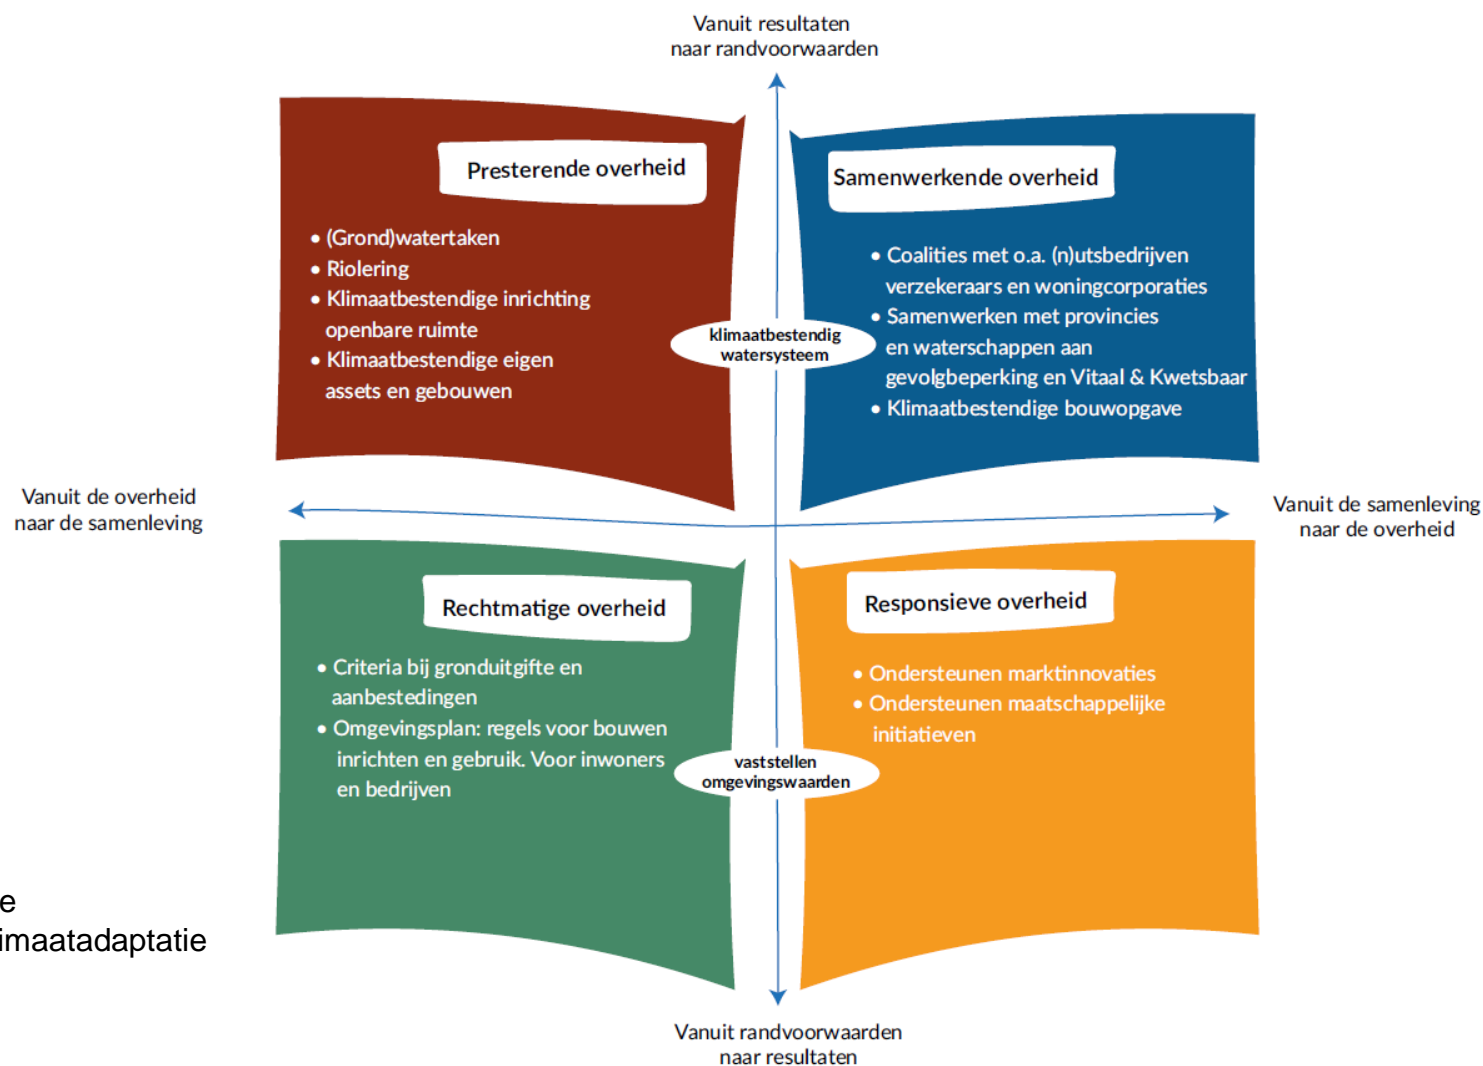 Vanuit resultaten
naar randvoorwaarden
Presterende overheid
• (Grond)watertaken
• Riolering
• Klimaatbestendige inrichting
openbare ruimte
• Klimaatbestendige eigen
assets en gebouwen
Samenwerkende overheid
• Coalities met o.a. (n)utsbedrijven
verzekeraars en woningcorporaties
• Samenwerken met provincies
en waterschappen aan
gevolgbeperking en Vitaal & Kwetsbaar
• Klimaatbestendige bouwopgave
klimaatbestendig
watersysteem
Vanuit de overheid
naar de samenleving
Vanuit de samenleving
naar de overheid
Rechtmatige overheid
• Criteria bij gronduitgifte en
aanbestedingen
• Omgevingsplan: regels voor bouwen
inrichten en gebruik. Voor inwoners
en bedrijven
Responsieve overheid
• Ondersteunen marktinnovaties
• Ondersteunen maatschappelijke
initiatieven
vaststellen
omgevingswaarden
e
imaatadaptatie
Vanuit randvoorwaarden
naar resultaten